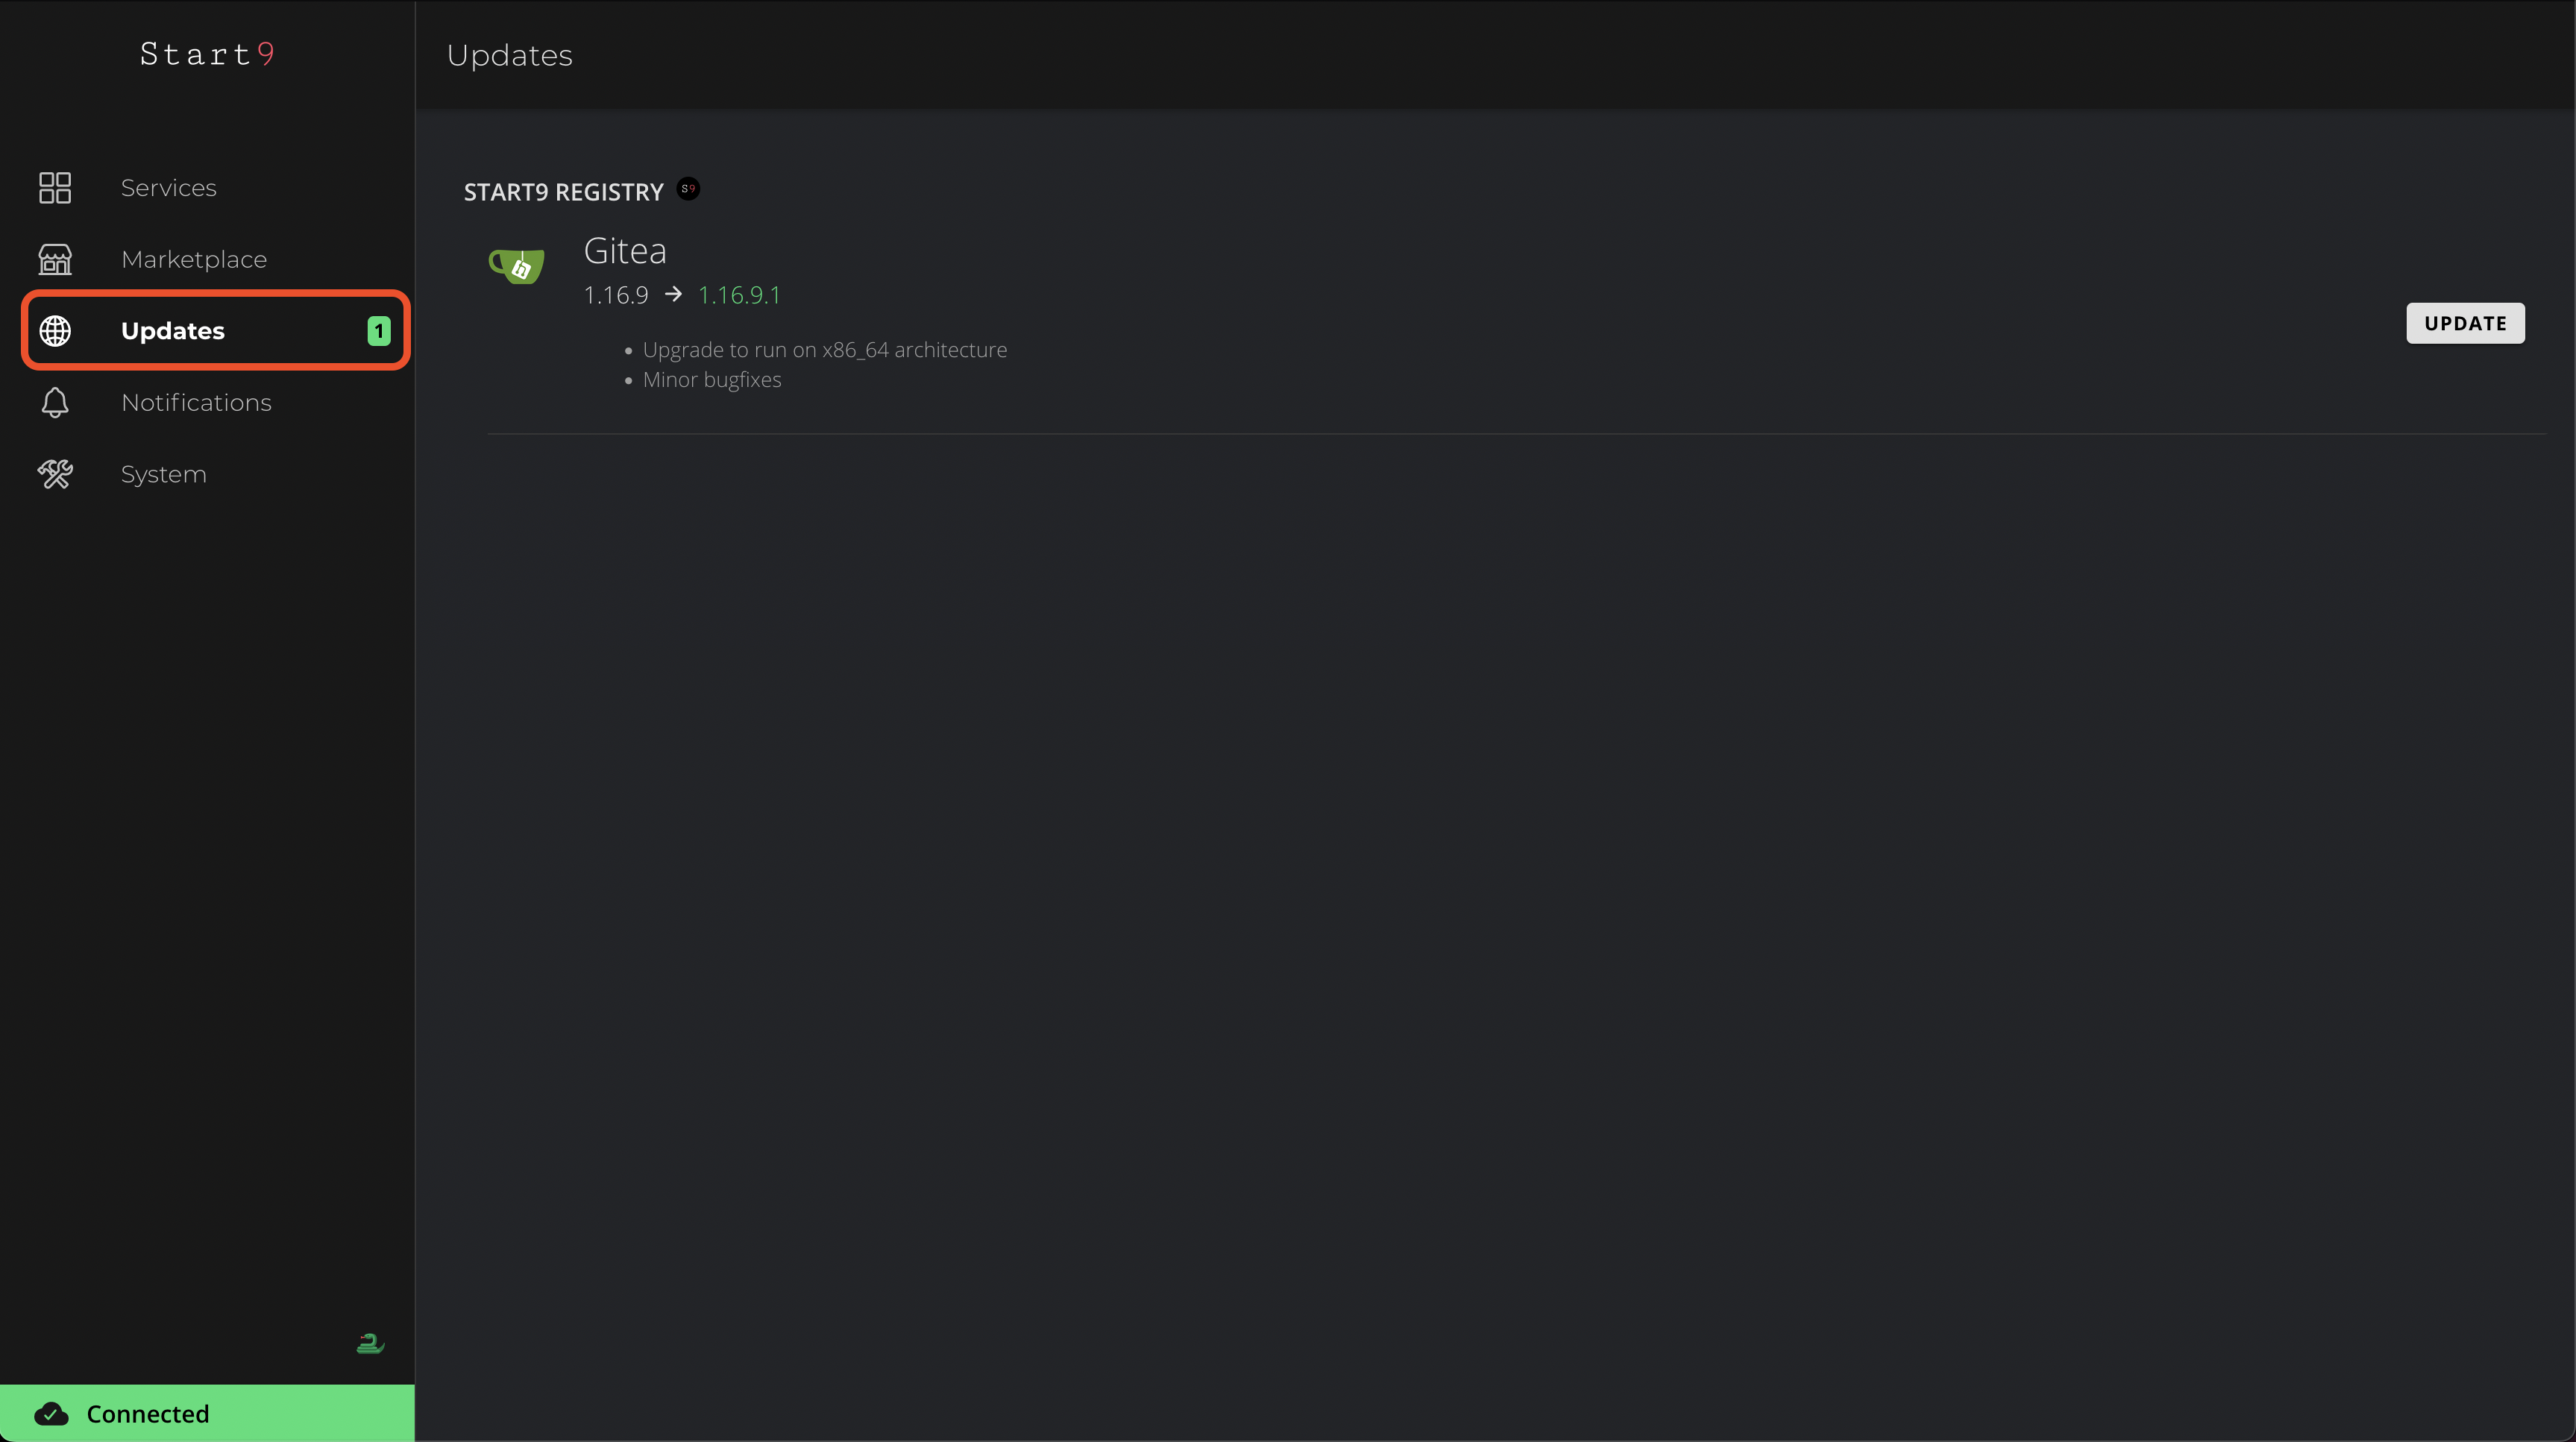 Start9
Updates
Services
Marketplace
Updates 1
Notifications
System
Connected
START9 REGISTRY S9
Gitea
1.16.9 → 1.16.9.1
UPDATE
• Upgrade to run on x86_64 architecture
• Minor bugfixes